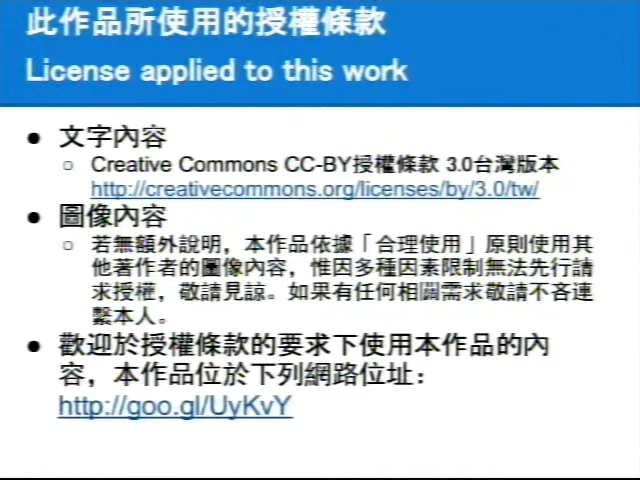 此作品所使用的授權條款
License applied to this work
● 文字內容
○ Creative Commons CC-BY授權條款 3.0台灣版本
http://creativecommons.org/licenses/by/3.0/tw/
● 圖像內容
○ 若無額外說明，本作品依據「合理使用」原則使用其
他著作者的圖像內容，惟因多種因素限制無法先行請
求授權，敬請見諒。如果有任何相關需求敬請不吝連
繫本人。
● 歡迎於授權條款的要求下使用本作品的內
容，本作品位於下列網路位址：
http://goo.gl/UyKvY